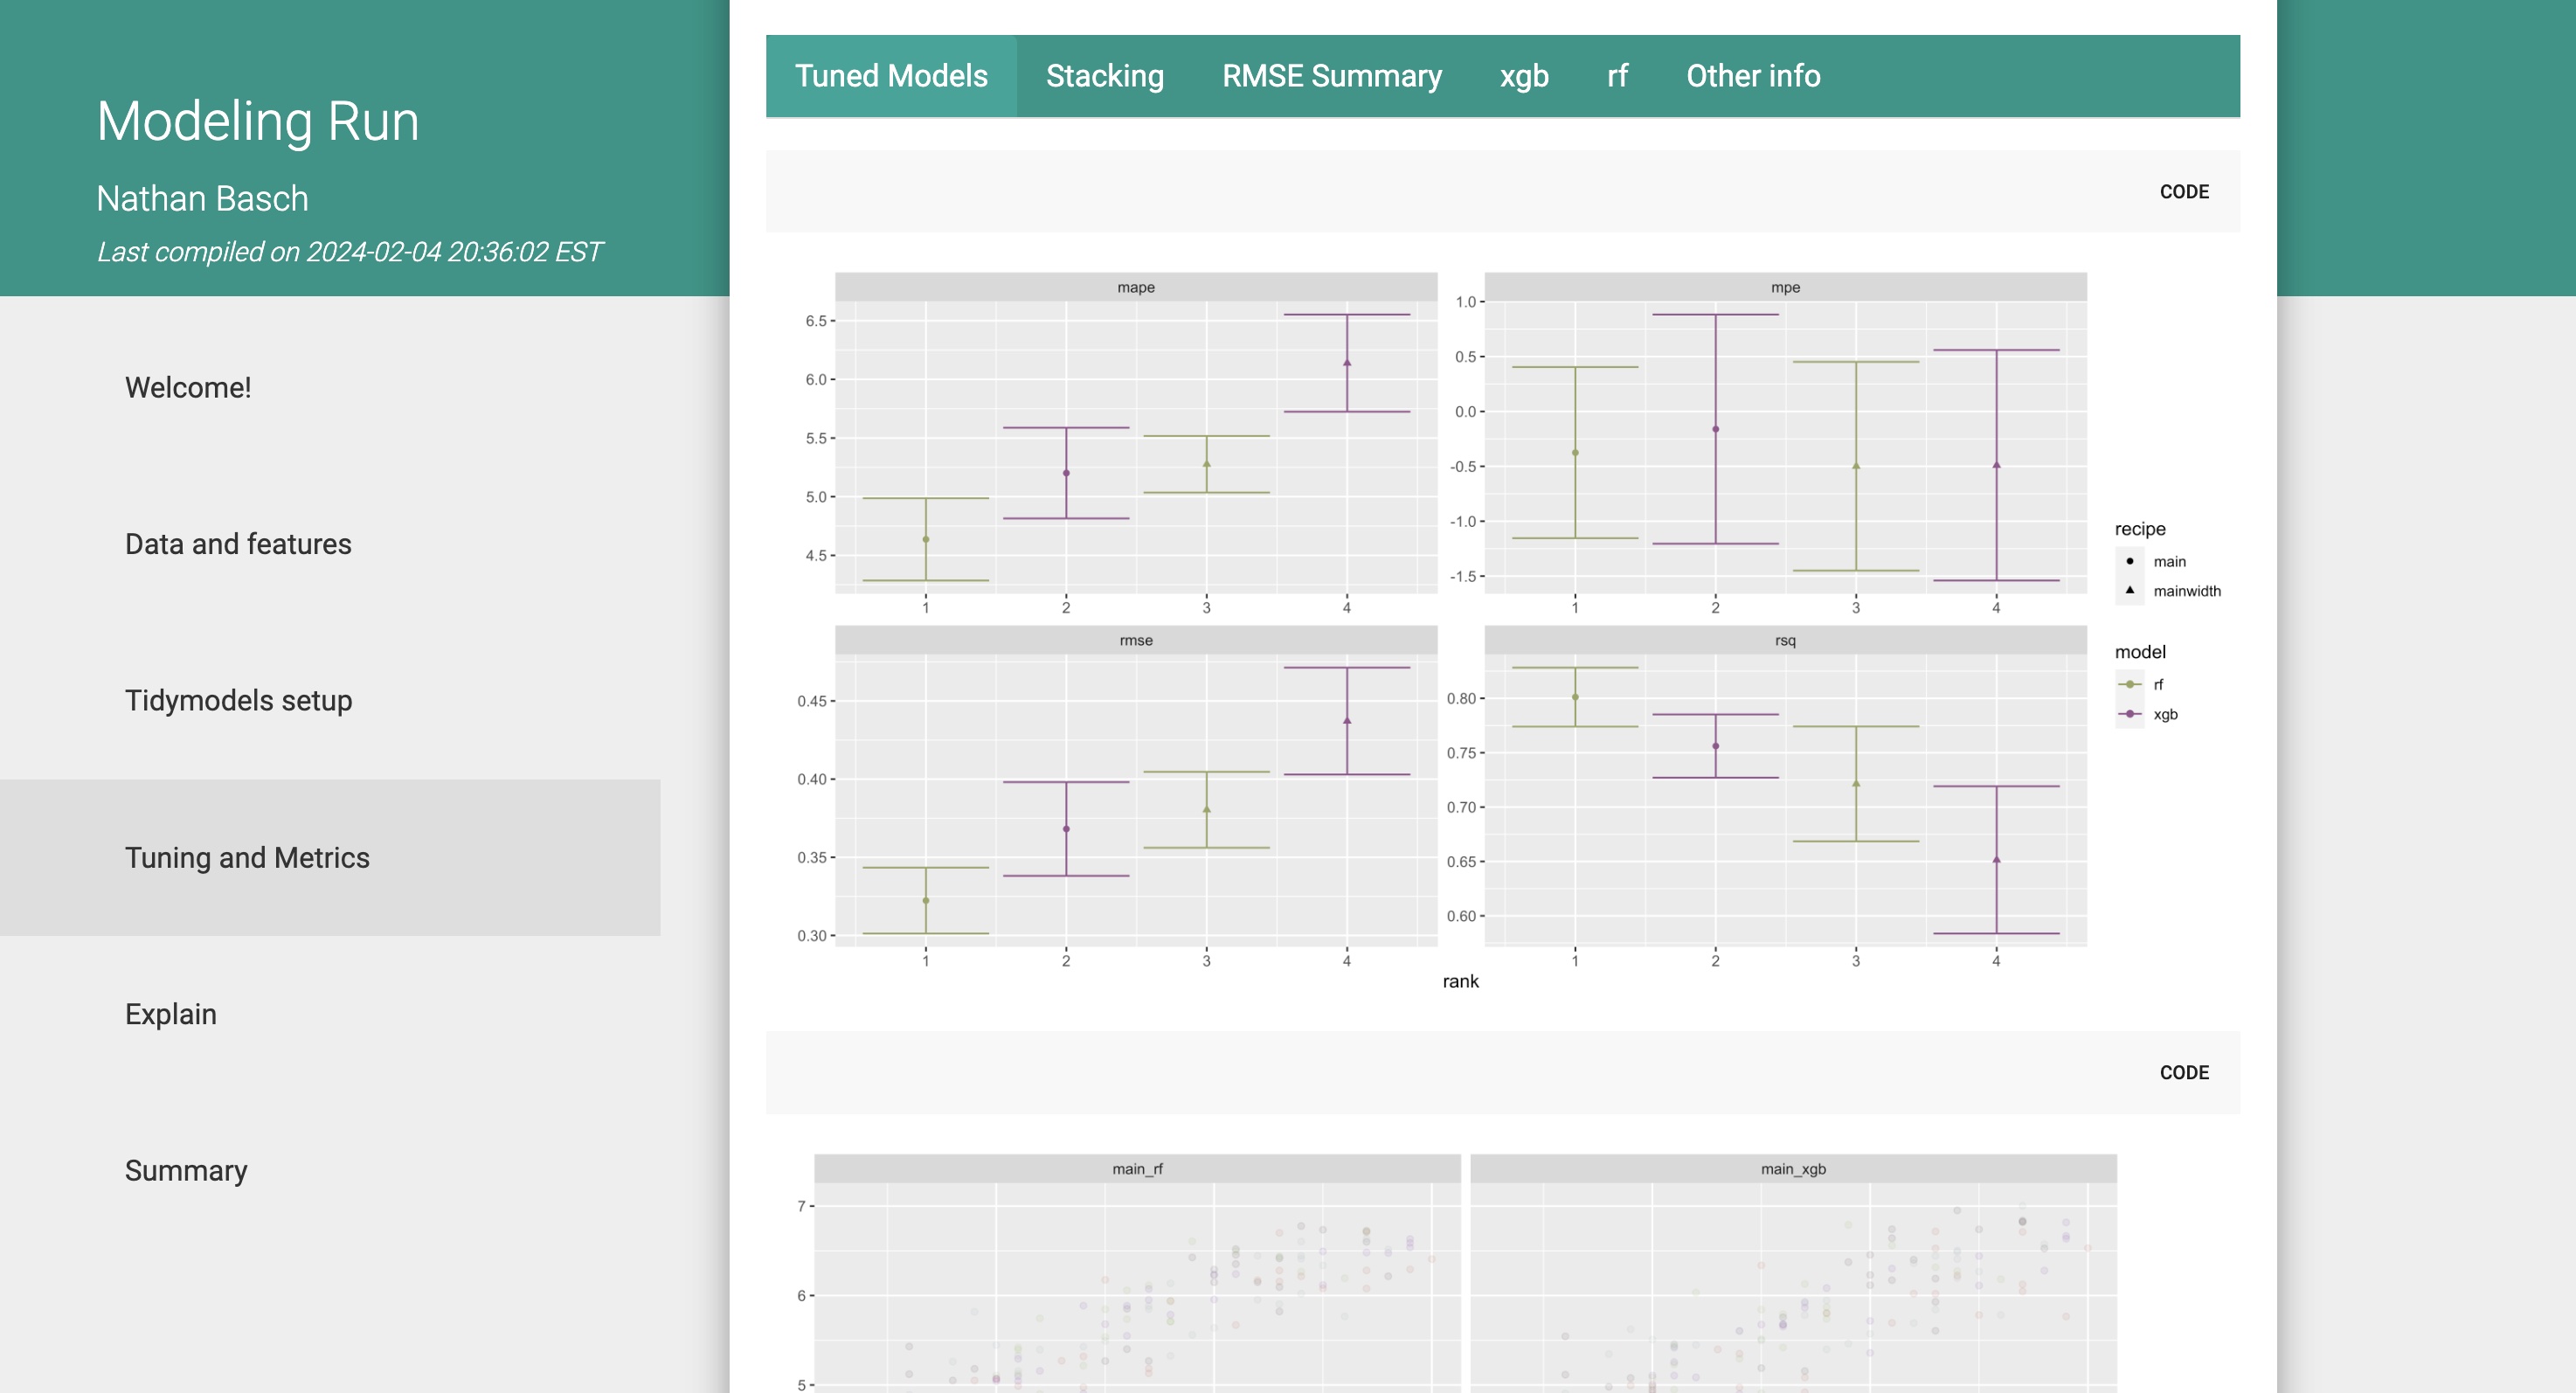 Modeling Run
Nathan Basch
Last compiled on 2024-02-04 20:36:02 EST
Welcome!
Data and features
Tidymodels setup
Tuning and Metrics
Explain
Summary
Tuned Models Stacking RMSE Summary xgb rf Other info
CODE
mape
6.5
6.0
5.5
5.0
4.5
1 2 3 4
mpe
1.0
0.5
0.0
-0.5
-1.0
-1.5
1 2 3 4
rmse
0.45
0.40
0.35
0.30
1 2 3 4
rsq
0.80
0.75
0.70
0.65
0.60
1 2 3 4
rank
recipe
main
mainwidth
model
rf
xgb
CODE
main_rf main_xgb
7
6
5